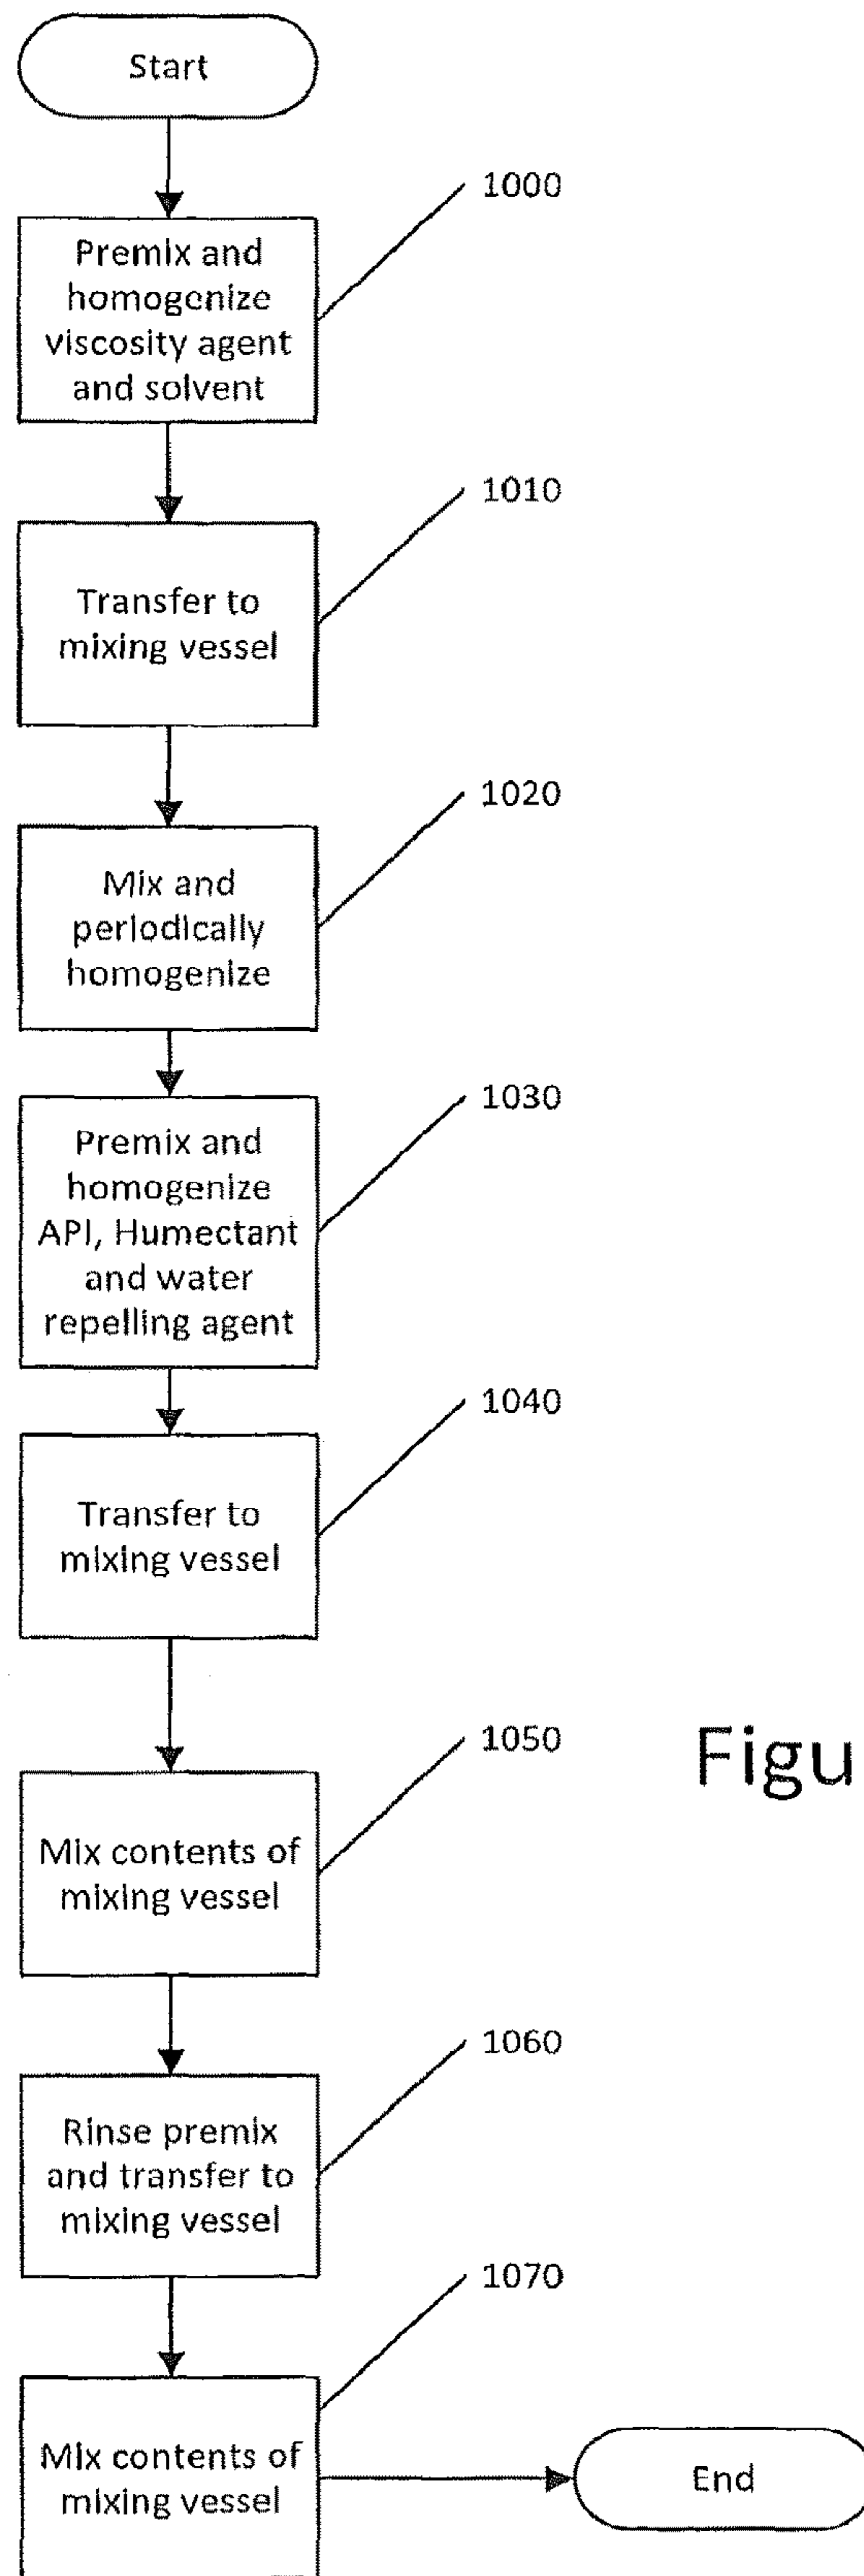 Start
1000
Premix and
homogenize
viscosity agent
and solvent
1010
Transfer to
mixing vessel
1020
Mix and
periodically
homogenize
1030
Premix and
homogenize
API, Humectant
and water
repelling agent
1040
Transfer to
mixing vessel
1050
Mix contents of
mixing vessel
Figu
1060
Rinse premix
and transfer to
mixing vessel
1070
Mix contents of
mixing vessel
End